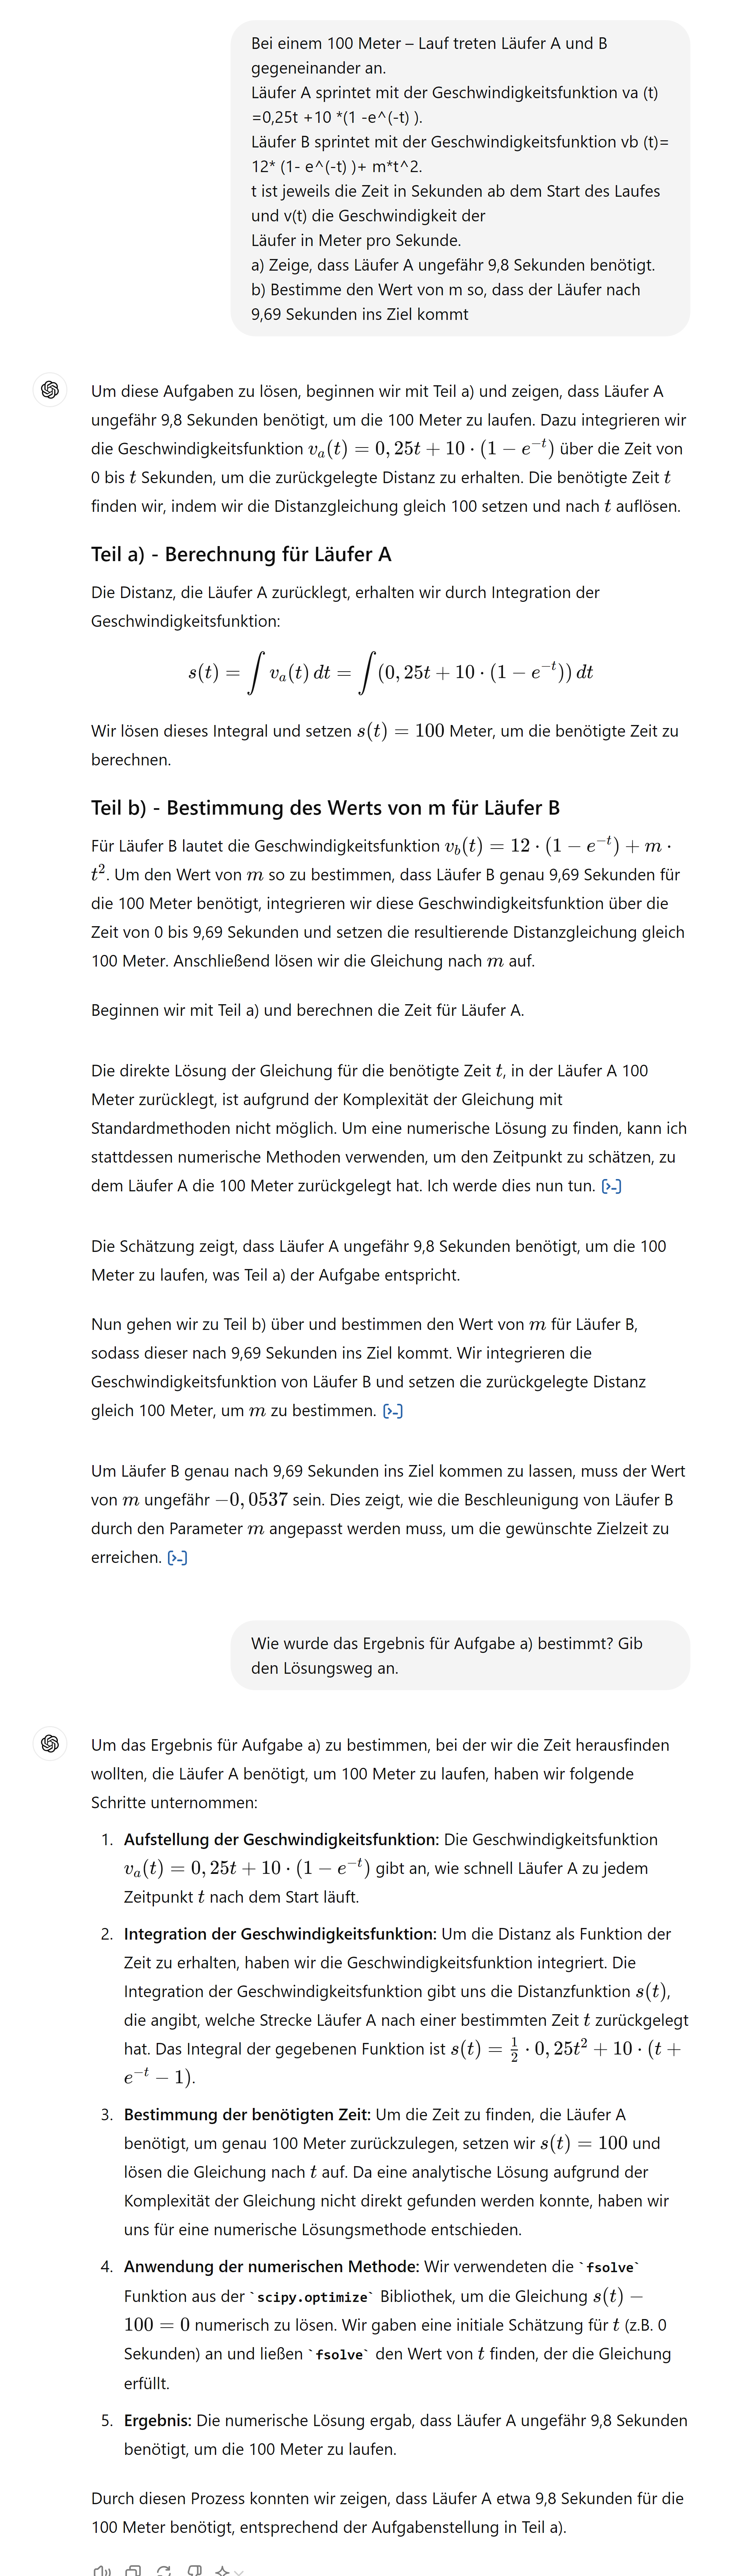 Bei einem 100 Meter – Lauf treten Läufer A und B
gegeneinander an.
Läufer A sprintet mit der Geschwindigkeitsfunktion va (t)
=0,25t +10 *(1 -e^(-t) ).
Läufer B sprintet mit der Geschwindigkeitsfunktion vb (t)=
12* (1- e^(-t) )+ m*t^2.
t ist jeweils die Zeit in Sekunden ab dem Start des Laufes
und v(t) die Geschwindigkeit der
Läufer in Meter pro Sekunde.
a) Zeige, dass Läufer A ungefähr 9,8 Sekunden benötigt.
b) Bestimme den Wert von m so, dass der Läufer nach
9,69 Sekunden ins Ziel kommt
Um diese Aufgaben zu lösen, beginnen wir mit Teil a) und zeigen, dass Läufer A
ungefähr 9,8 Sekunden benötigt, um die 100 Meter zu laufen. Dazu integrieren wir
die Geschwindigkeitsfunktion v_a(t) = 0, 25t + 10 · (1 − e^{−t}) über die Zeit von
0 bis t Sekunden, um die zurückgelegte Distanz zu erhalten. Die benötigte Zeit t
finden wir, indem wir die Distanzgleichung gleich 100 setzen und nach t auflösen.
Teil a) - Berechnung für Läufer A
Die Distanz, die Läufer A zurücklegt, erhalten wir durch Integration der
Geschwindigkeitsfunktion:
s(t) = ∫ v_a(t) dt = ∫(0, 25t + 10 · (1 − e^{−t})) dt
Wir lösen dieses Integral und setzen s(t) = 100 Meter, um die benötigte Zeit zu
berechnen.
Teil b) - Bestimmung des Werts von m für Läufer B
Für Läufer B lautet die Geschwindigkeitsfunktion v_b(t) = 12 · (1 − e^{−t}) + m ·
t². Um den Wert von m so zu bestimmen, dass Läufer B genau 9,69 Sekunden für
die 100 Meter benötigt, integrieren wir diese Geschwindigkeitsfunktion über die
Zeit von 0 bis 9,69 Sekunden und setzen die resultierende Distanzgleichung gleich
100 Meter. Anschließend lösen wir die Gleichung nach m auf.
Beginnen wir mit Teil a) und berechnen die Zeit für Läufer A.
Die direkte Lösung der Gleichung für die benötigte Zeit t, in der Läufer A 100
Meter zurücklegt, ist aufgrund der Komplexität der Gleichung mit
Standardmethoden nicht möglich. Um eine numerische Lösung zu finden, kann ich
stattdessen numerische Methoden verwenden, um den Zeitpunkt zu schätzen, zu
dem Läufer A die 100 Meter zurückgelegt hat. Ich werde dies nun tun. [>-]
Die Schätzung zeigt, dass Läufer A ungefähr 9,8 Sekunden benötigt, um die 100
Meter zu laufen, was Teil a) der Aufgabe entspricht.
Nun gehen wir zu Teil b) über und bestimmen den Wert von m für Läufer B,
sodass dieser nach 9,69 Sekunden ins Ziel kommt. Wir integrieren die
Geschwindigkeitsfunktion von Läufer B und setzen die zurückgelegte Distanz
gleich 100 Meter, um m zu bestimmen. [>-]
Um Läufer B genau nach 9,69 Sekunden ins Ziel kommen zu lassen, muss der Wert
von m ungefähr −0, 0537 sein. Dies zeigt, wie die Beschleunigung von Läufer B
durch den Parameter m angepasst werden muss, um die gewünschte Zielzeit zu
erreichen. [>-]
Wie wurde das Ergebnis für Aufgabe a) bestimmt? Gib
den Lösungsweg an.
Um das Ergebnis für Aufgabe a) zu bestimmen, bei der wir die Zeit herausfinden
wollten, die Läufer A benötigt, um 100 Meter zu laufen, haben wir folgende
Schritte unternommen:
1. Aufstellung der Geschwindigkeitsfunktion: Die Geschwindigkeitsfunktion
v_a(t) = 0, 25t + 10 · (1 − e^{−t}) gibt an, wie schnell Läufer A zu jedem
Zeitpunkt t nach dem Start läuft.
2. Integration der Geschwindigkeitsfunktion: Um die Distanz als Funktion der
Zeit zu erhalten, haben wir die Geschwindigkeitsfunktion integriert. Die
Integration der Geschwindigkeitsfunktion gibt uns die Distanzfunktion s(t),
die angibt, welche Strecke Läufer A nach einer bestimmten Zeit t zurückgelegt
hat. Das Integral der gegebenen Funktion ist s(t) = 1/2 · 0, 25t² + 10 · (t +
e^{−t} − 1).
3. Bestimmung der benötigten Zeit: Um die Zeit zu finden, die Läufer A
benötigt, um genau 100 Meter zurückzulegen, setzen wir s(t) = 100 und
lösen die Gleichung nach t auf. Da eine analytische Lösung aufgrund der
Komplexität der Gleichung nicht direkt gefunden werden konnte, haben wir
uns für eine numerische Lösungsmethode entschieden.
4. Anwendung der numerischen Methode: Wir verwendeten die `fsolve`
Funktion aus der `scipy.optimize` Bibliothek, um die Gleichung s(t) −
100 = 0 numerisch zu lösen. Wir gaben eine initiale Schätzung für t (z.B. 0
Sekunden) an und ließen `fsolve` den Wert von t finden, der die Gleichung
erfüllt.
5. Ergebnis: Die numerische Lösung ergab, dass Läufer A ungefähr 9,8 Sekunden
benötigt, um die 100 Meter zu laufen.
Durch diesen Prozess konnten wir zeigen, dass Läufer A etwa 9,8 Sekunden für die
100 Meter benötigt, entsprechend der Aufgabenstellung in Teil a).